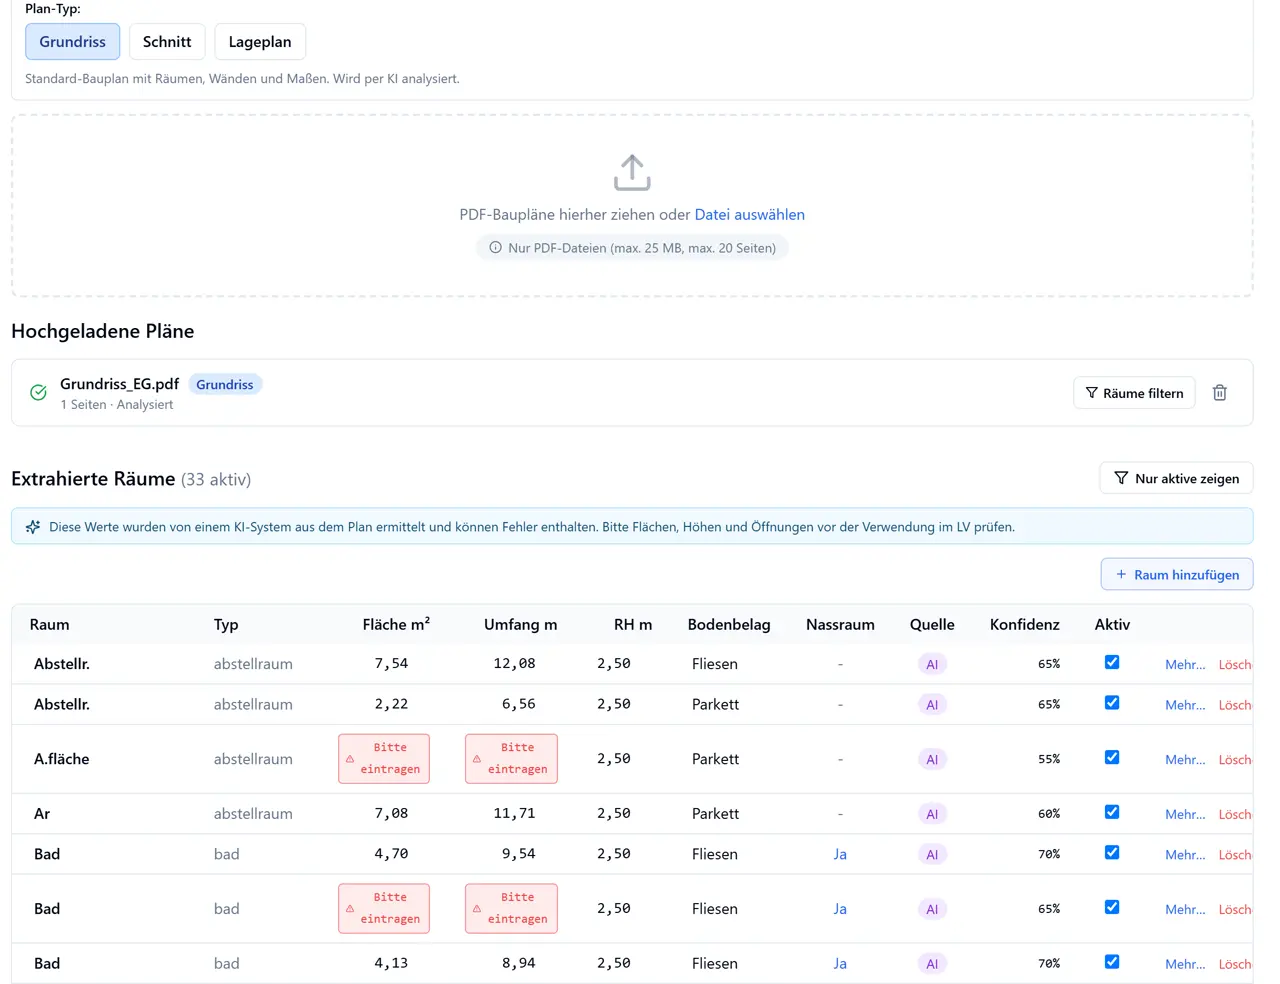 Plan-Typ:
Grundriss Schnitt Lageplan
Standard-Bauplan mit Räumen, Wänden und Maßen. Wird per KI analysiert.
PDF-Baupläne hierher ziehen oder Datei auswählen
Nur PDF-Dateien (max. 25 MB, max. 20 Seiten)
Hochgeladene Pläne
Grundriss_EG.pdf Grundriss
1 Seiten · Analysiert
Räume filtern
Extrahierte Räume (33 aktiv)
Nur aktive zeigen
Diese Werte wurden von einem KI-System aus dem Plan ermittelt und können Fehler enthalten. Bitte Flächen, Höhen und Öffnungen vor der Verwendung im LV prüfen.
+ Raum hinzufügen
Raum Typ Fläche m² Umfang m RH m Bodenbelag Nassraum Quelle Konfidenz Aktiv
Abstellr. abstellraum 7,54 12,08 2,50 Fliesen - AI 65% Mehr... Lösch
Abstellr. abstellraum 2,22 6,56 2,50 Parkett - AI 65% Mehr... Lösch
A.fläche abstellraum Bitte eintragen Bitte eintragen 2,50 Parkett - AI 55% Mehr... Lösch
Ar abstellraum 7,08 11,71 2,50 Parkett - AI 60% Mehr... Lösch
Bad bad 4,70 9,54 2,50 Fliesen Ja AI 70% Mehr... Lösch
Bad bad Bitte eintragen Bitte eintragen 2,50 Fliesen Ja AI 65% Mehr... Lösch
Bad bad 4,13 8,94 2,50 Fliesen Ja AI 70% Mehr... Lösch